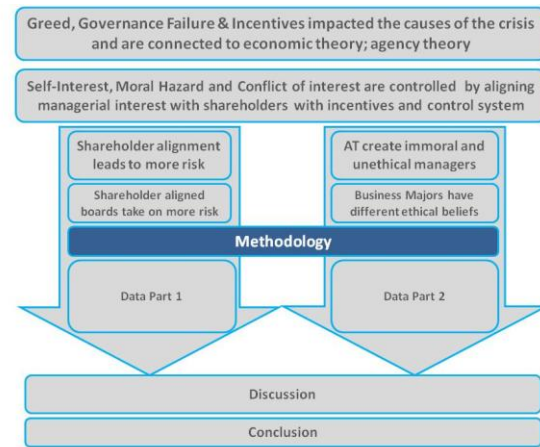 Greed, Governance Failure & Incentives impacted the causes of the crisis
and are connected to economic theory; agency theory
Self-Interest, Moral Hazard and Conflict of interest are controlled by aligning
managerial interest with shareholders with incentives and control system
Shareholder alignment
leads to more risk
AT create immoral and
unethical managers
Shareholder aligned
boards take on more risk
Business Majors have
different ethical beliefs
Methodology
Data Part 1
Data Part 2
Discussion
Conclusion